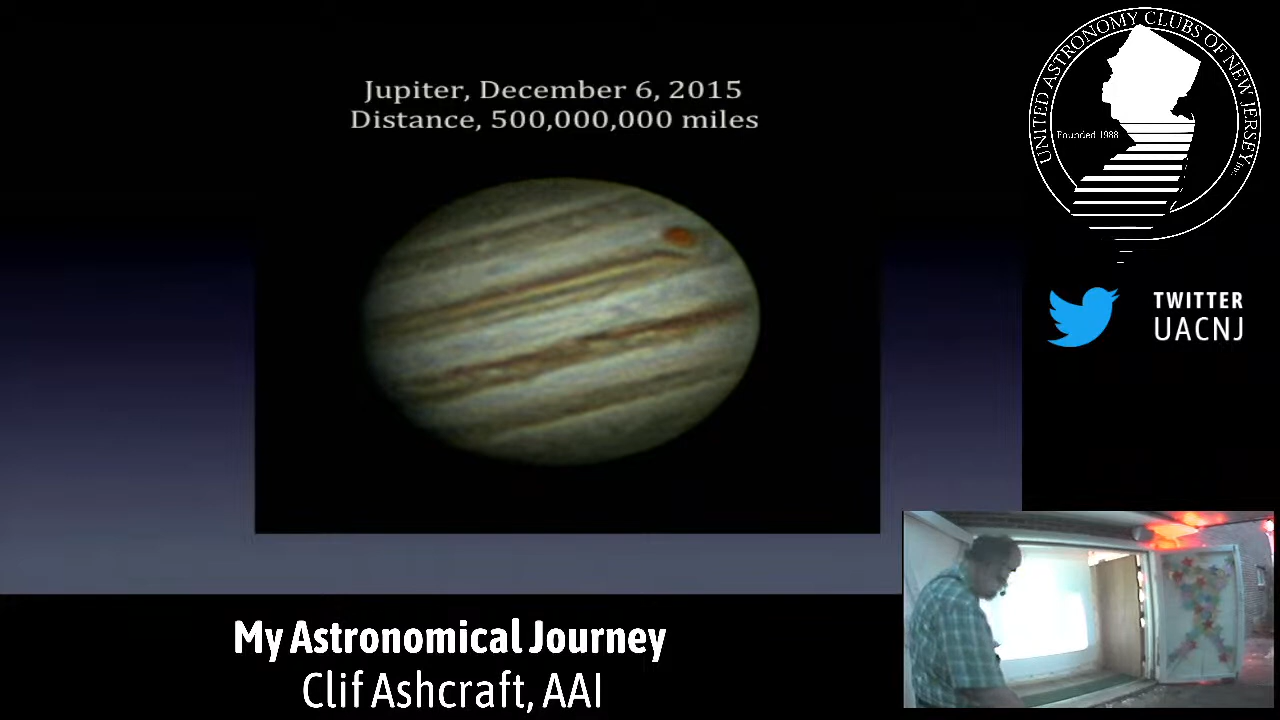 Jupiter, December 6, 2015
Distance, 500,000,000 miles
UNITED ASTRONOMY CLUBS OF NEW JERSEY Inc.
Founded 1988
TWITTER
UACNJ
My Astronomical Journey
Clif Ashcraft, AAI